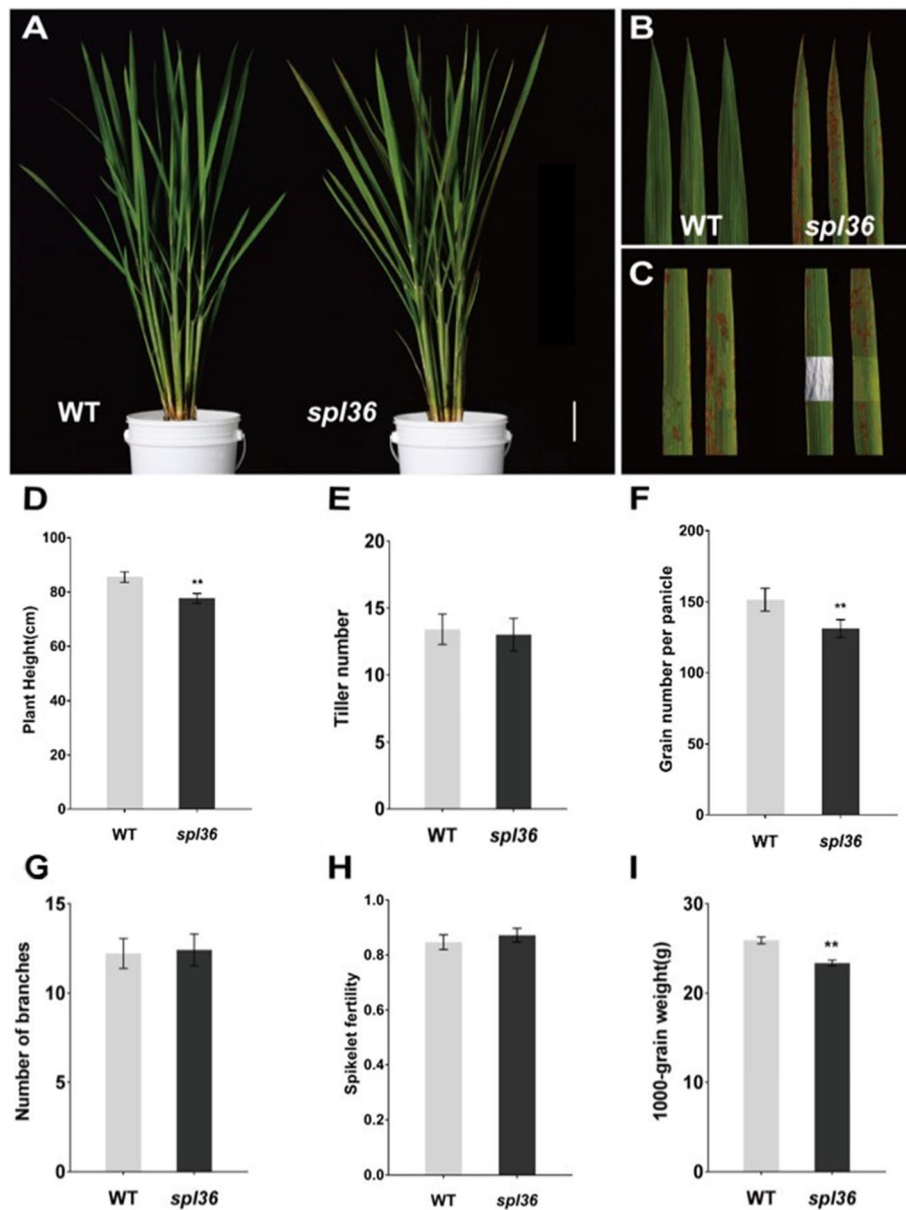 A
WT
spl36
B
WT
spl36
C
D
Plant Height(cm)
100
80
60
40
20
0
**
WT
spl36
E
Tiller number
20
15
10
5
0
WT
spl36
F
Grain number per panicle
200
150
100
50
0
**
WT
spl36
G
Number of branches
15
10
5
0
WT
spl36
H
Spikelet fertility
1.0
0.8
0.6
0.4
0.2
0.0
WT
spl36
I
1000-grain weight(g)
30
20
10
0
**
WT
spl36